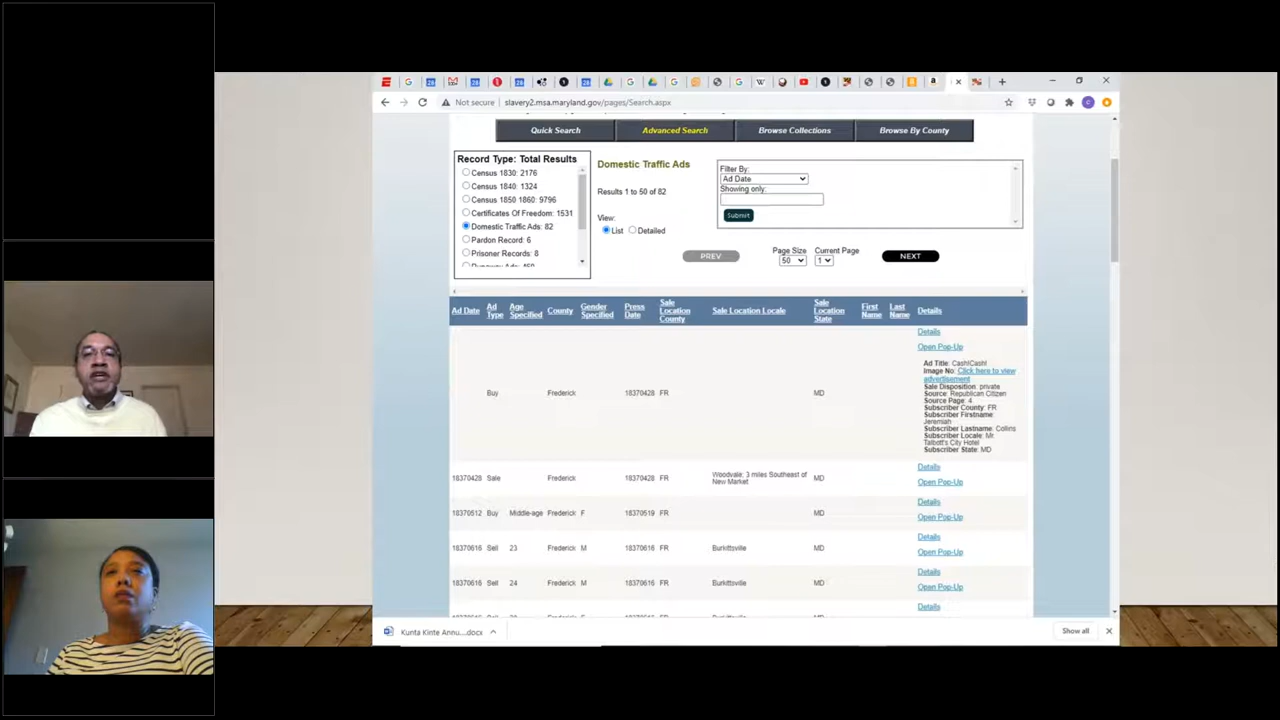 Not secure slavery2.msa.maryland.gov/pages/Search.aspx
Quick Search Advanced Search Browse Collections Browse By County
Record Type: Total Results
Census 1830: 2176
Census 1840: 1324
Census 1850 1860: 9796
Certificates Of Freedom: 1531
Domestic Traffic Ads: 82
Pardon Record: 6
Prisoner Records: 8
Domestic Traffic Ads
Results 1 to 50 of 82
View:
List Detailed
Filter By:
Ad Date
Showing only:
Submit
PREV
Page Size
50
Current Page
1
NEXT
Ad Date Ad Type Age Specified County Gender Specified Press Date Sale Location County Sale Location Locale Sale Location State First Name Last Name Details
Details
Open Pop-Up
Buy Frederick 18370428 FR MD
Ad Title: Cash!Cash!
Image No: Click here to view
advertisement
Sale Disposition: private
Source: Republican Citizen
Source Page: 4
Subscriber County: FR
Subscriber Firstname:
Jeremiah
Subscriber Lastname: Collins
Subscriber Locale: Mr.
Talbott's City Hotel
Subscriber State: MD
18370428 Sale Frederick 18370428 FR Woodvale; 3 miles Southeast of New Market MD
Details
Open Pop-Up
18370512 Buy Middle-age Frederick F 18370519 FR MD
Details
Open Pop-Up
18370616 Sell 23 Frederick M 18370616 FR Burkittsville MD
Details
Open Pop-Up
18370616 Sell 24 Frederick M 18370616 FR Burkittsville MD
Details
Open Pop-Up
Details
Kunta Kinte Annu....docx
Show all